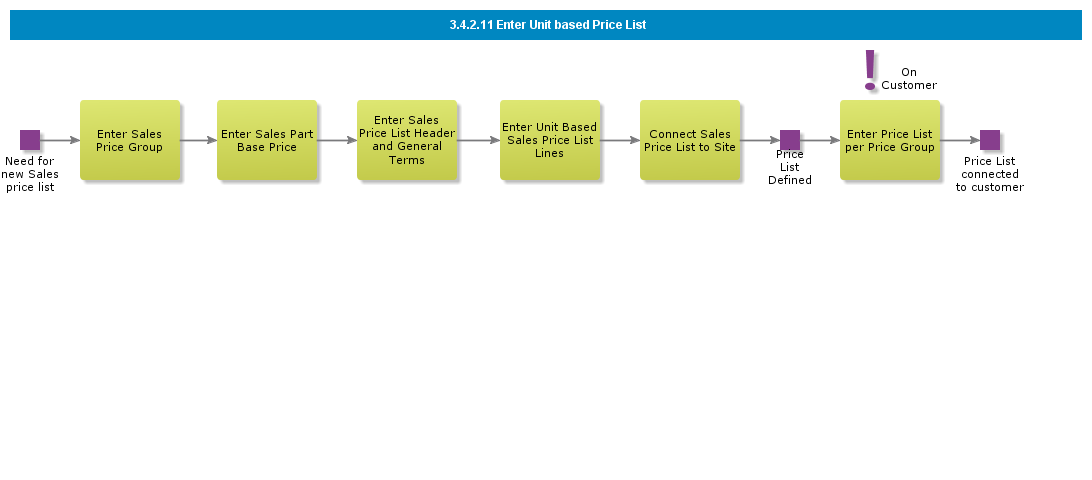 3.4.2.11 Enter Unit based Price List
On
Customer
Enter Sales
Price Group
Enter Sales Part
Base Price
Enter Sales
Price List Header
and General
Terms
Enter Unit Based
Sales Price List
Lines
Connect Sales
Price List to Site
Enter Price List
per Price Group
Need for
new Sales
price list
Price
List
Defined
Price List
connected
to customer